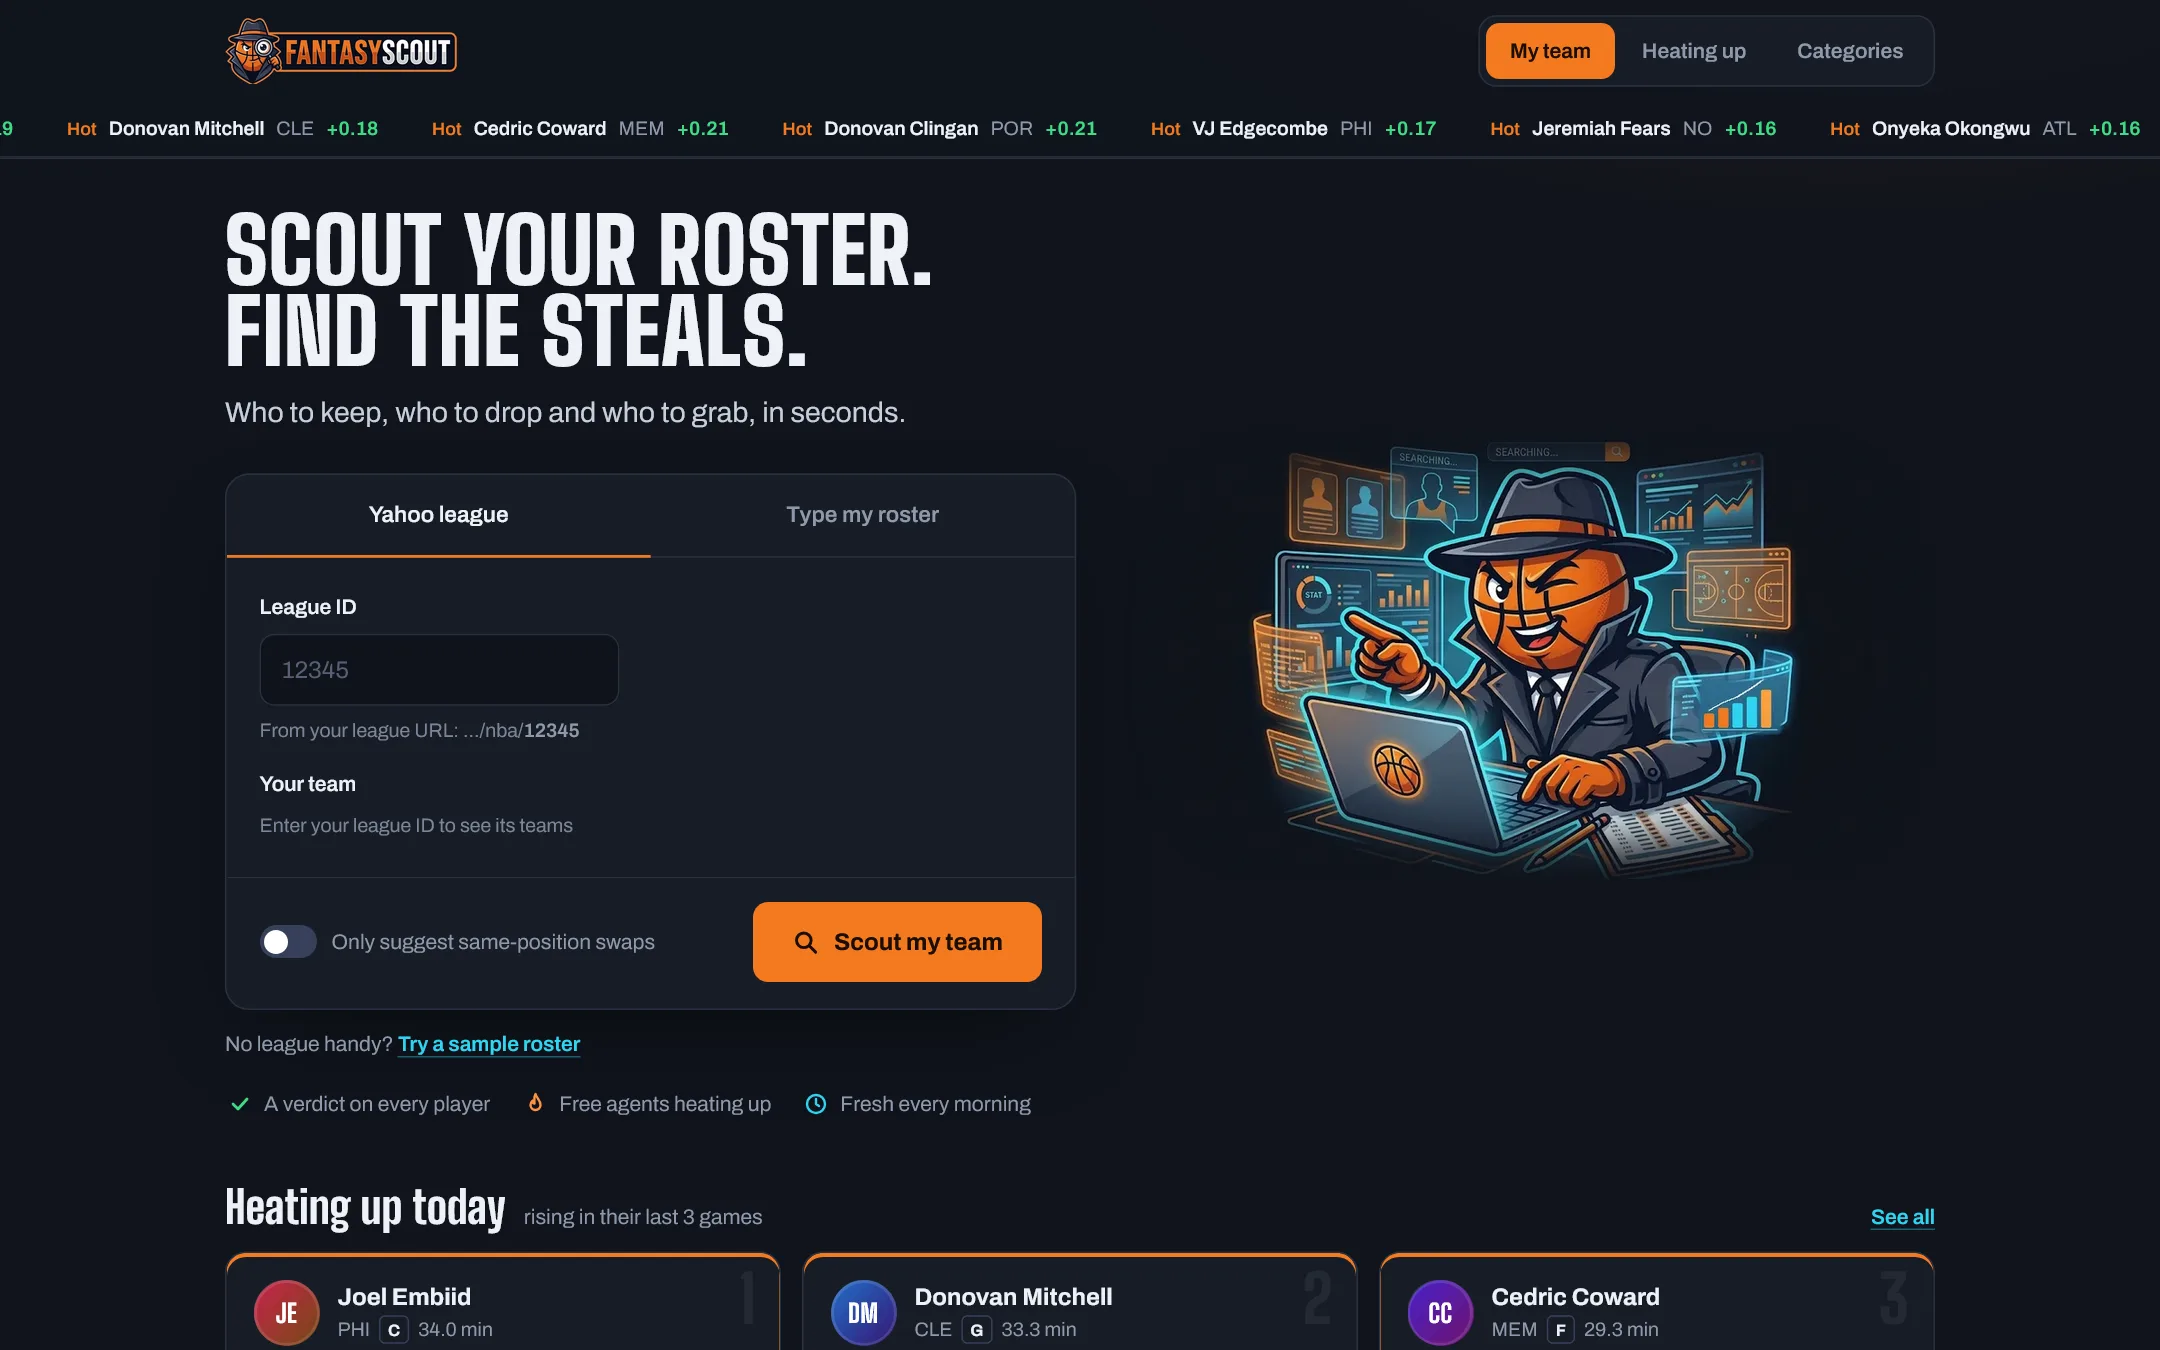 FANTASYSCOUT
My team Heating up Categories
.9 Hot Donovan Mitchell CLE +0.18 Hot Cedric Coward MEM +0.21 Hot Donovan Clingan POR +0.21 Hot VJ Edgecombe PHI +0.17 Hot Jeremiah Fears NO +0.16 Hot Onyeka Okongwu ATL +0.16
SCOUT YOUR ROSTER.
FIND THE STEALS.
Who to keep, who to drop and who to grab, in seconds.
SEARCHING...
SEARCHING...
STAT
Yahoo league Type my roster
League ID
12345
From your league URL: .../nba/12345
Your team
Enter your league ID to see its teams
Only suggest same-position swaps Scout my team
No league handy? Try a sample roster
A verdict on every player Free agents heating up Fresh every morning
Heating up today rising in their last 3 games See all
JE Joel Embiid 1
PHI C 34.0 min
DM Donovan Mitchell 2
CLE G 33.3 min
CC Cedric Coward 3
MEM F 29.3 min